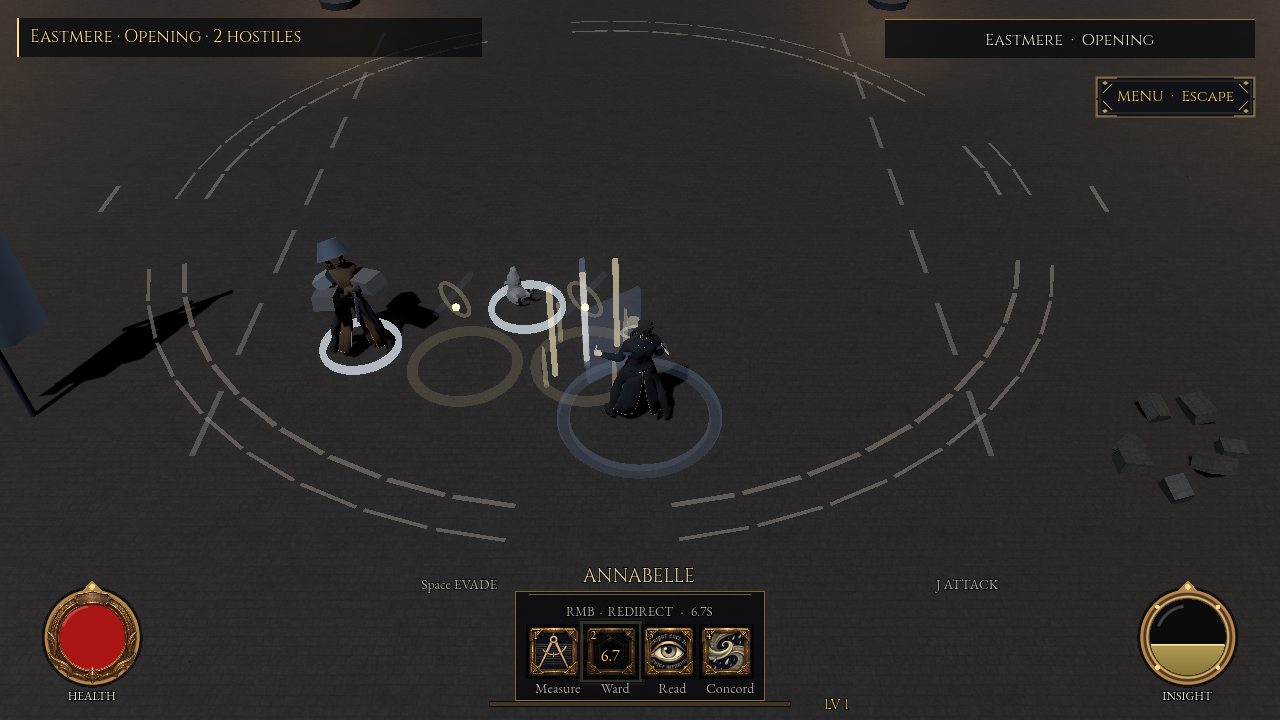 Eastmere · Opening · 2 hostiles
Eastmere · Opening
MENU · Escape
Space EVADE
ANNABELLE
J ATTACK
RMB · REDIRECT · 6.7S
1 2 3 4
6.7
Measure Ward Read Concord
HEALTH
INSIGHT
LV 1